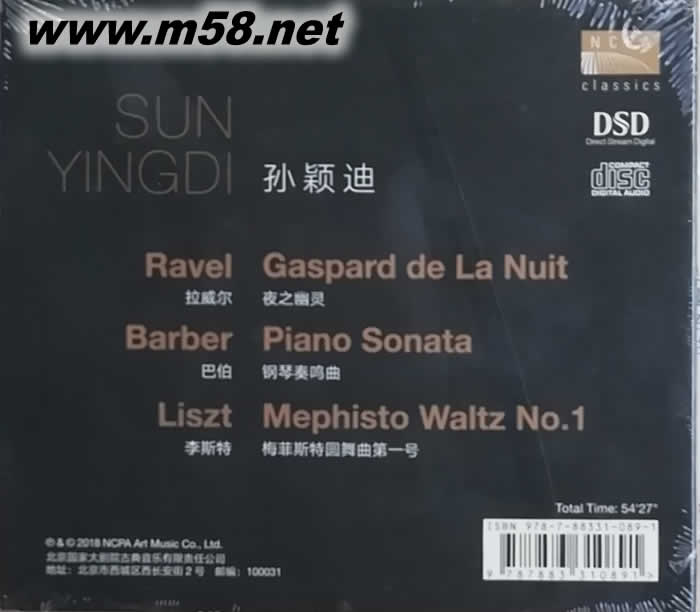 www.m58.net
NCPA
classics
SUN
YINGDI 孙颖迪
DSD
Direct Stream Digital
COMPACT
disc
DIGITAL AUDIO
Ravel Gaspard de La Nuit
拉威尔 夜之幽灵
Barber Piano Sonata
巴伯 钢琴奏鸣曲
Liszt Mephisto Waltz No.1
李斯特 梅菲斯特圆舞曲第一号
Total Time: 54'27"
℗ & © 2018 NCPA Art Music Co., Ltd.
北京国家大剧院古典音乐有限责任公司
地址：北京市西城区西长安街2号 邮编：100031
ISBN 978-7-88331-089-1
9 787883 310891 >